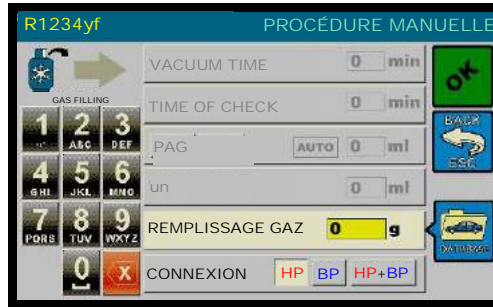 R1234yf PROCÉDURE MANUELLE
VACUUM TIME 0 min
OK
GAS FILLING
TIME OF CHECK 0 min
BACK
ESC
1 2 ABC 3 DEF
PAG AUTO 0 ml
4 GHI 5 JKL 6 MNO
un 0 ml
7 PQRS 8 TUV 9 WXYZ
REMPLISSAGE GAZ 0 g
DATABASE
0 X
CONNEXION HP BP HP+BP